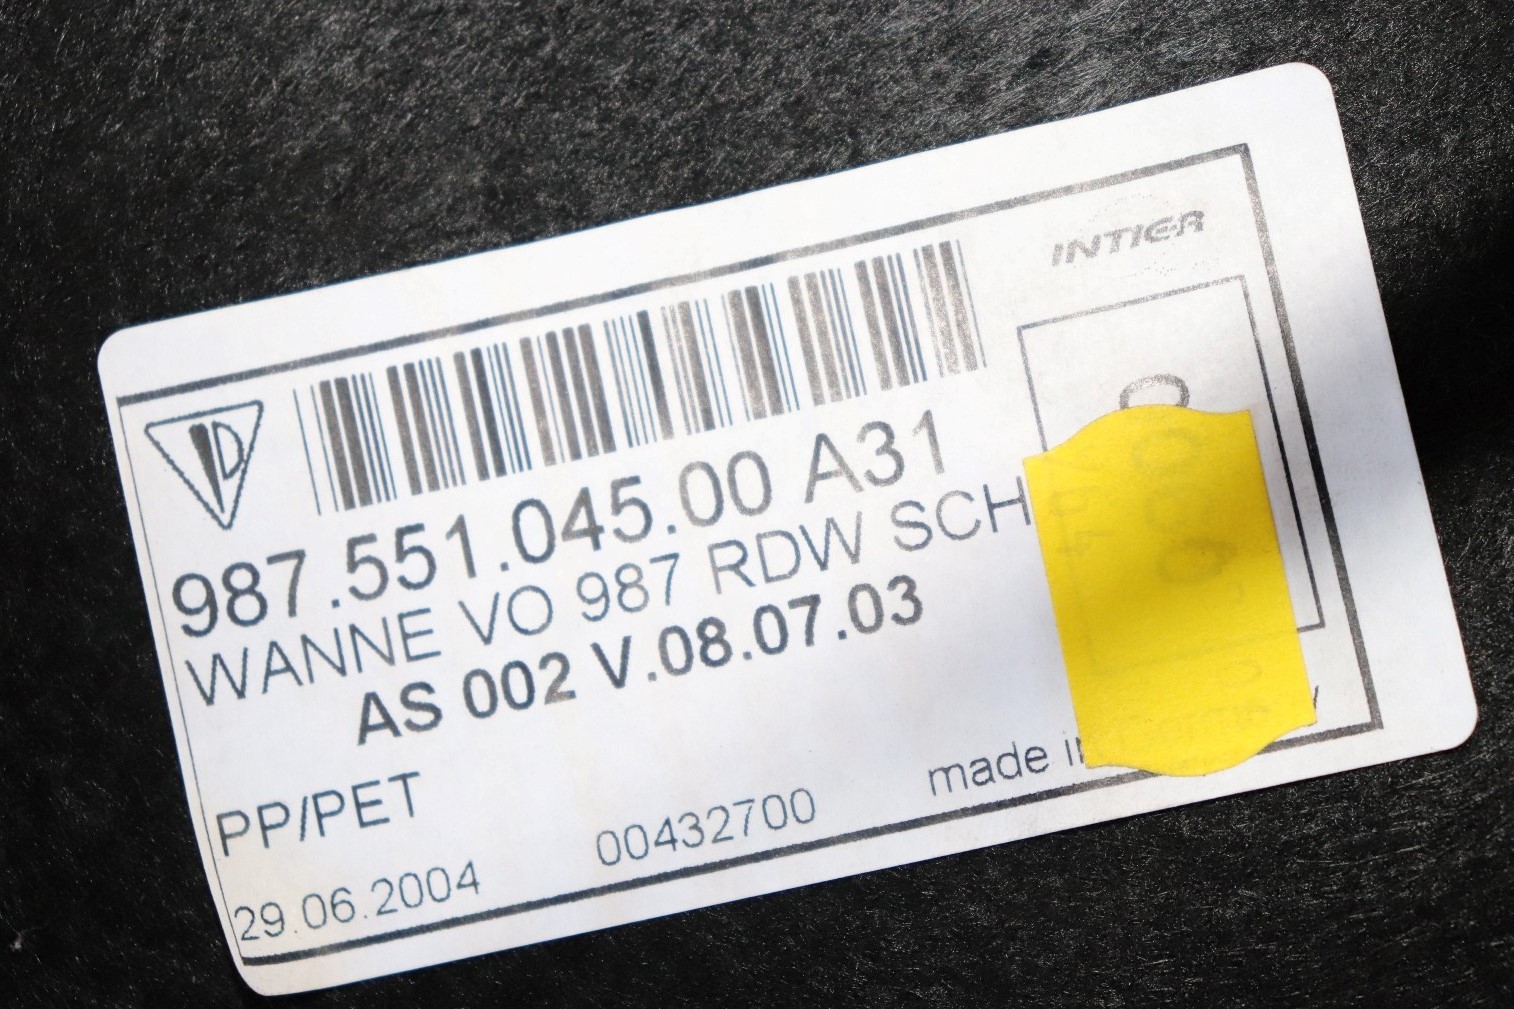 INTIER
987.551.045.00 A31
WANNE VO 987 RDW SCH
AS 002 V.08.07.03
PP/PET
00432700
made in
29.06.2004